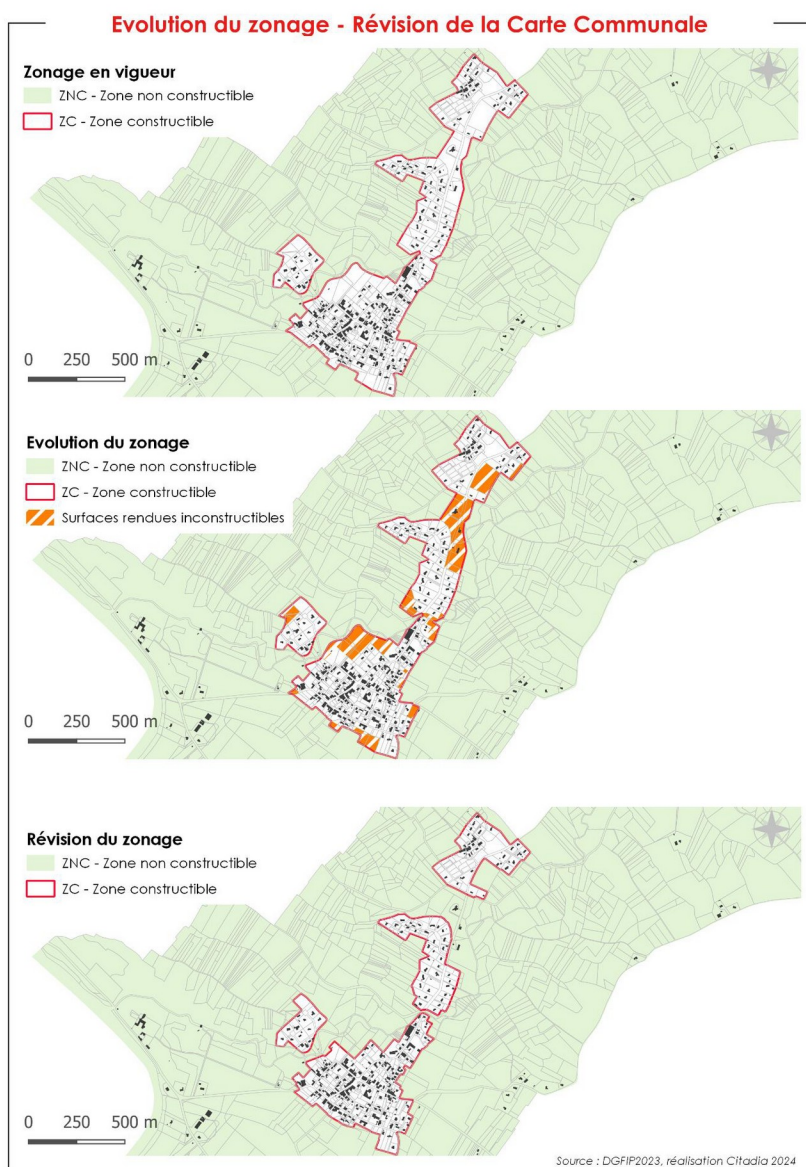 Evolution du zonage - Révision de la Carte Communale
Zonage en vigueur
ZNC - Zone non constructible
ZC - Zone constructible
0 250 500 m
Evolution du zonage
ZNC - Zone non constructible
ZC - Zone constructible
Surfaces rendues inconstructibles
0 250 500 m
Révision du zonage
ZNC - Zone non constructible
ZC - Zone constructible
0 250 500 m
Source : DGFIP2023, réalisation Citadia 2024